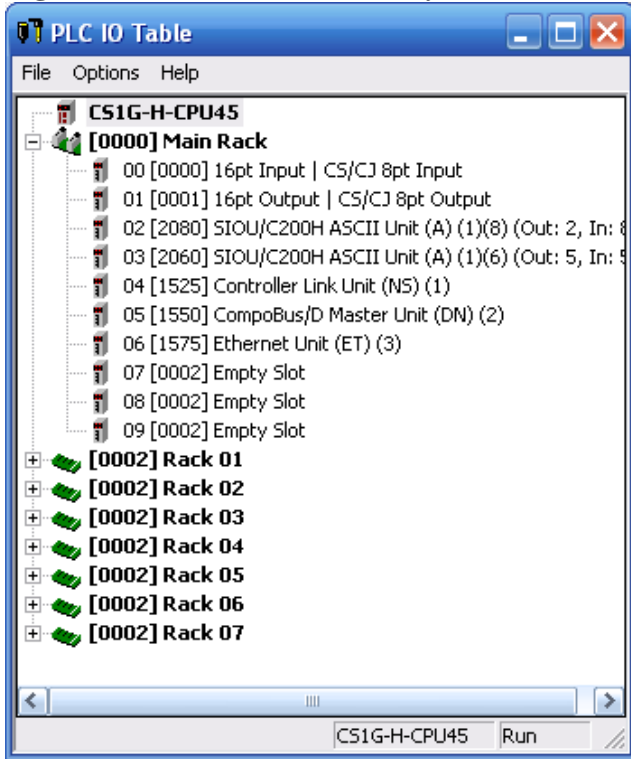 PLC IO Table
File Options Help
CS1G-H-CPU45
[0000] Main Rack
00 [0000] 16pt Input | CS/CJ 8pt Input
01 [0001] 16pt Output | CS/CJ 8pt Output
02 [2080] SIOU/C200H ASCII Unit (A) (1)(8) (Out: 2, In: 8
03 [2060] SIOU/C200H ASCII Unit (A) (1)(6) (Out: 5, In: 5
04 [1525] Controller Link Unit (NS) (1)
05 [1550] CompoBus/D Master Unit (DN) (2)
06 [1575] Ethernet Unit (ET) (3)
07 [0002] Empty Slot
08 [0002] Empty Slot
09 [0002] Empty Slot
[0002] Rack 01
[0002] Rack 02
[0002] Rack 03
[0002] Rack 04
[0002] Rack 05
[0002] Rack 06
[0002] Rack 07
CS1G-H-CPU45 Run